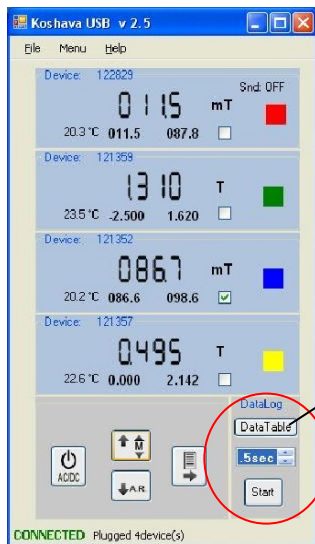 Koshava USB v 2.5
File Menu Help
Device: 122829
Snd: OFF
011.5 mT
20.3 °C 011.5 087.8
Device: 121359
1.310 T
23.5 °C -2.500 1.620
Device: 121352
086.7 mT
20.2 °C 086.6 098.6
Device: 121357
0.495 T
22.6 °C 0.000 2.142
DataLog
DataTable
.5sec
Start
AC/DC
M
A.R.
CONNECTED Plugged 4device(s)